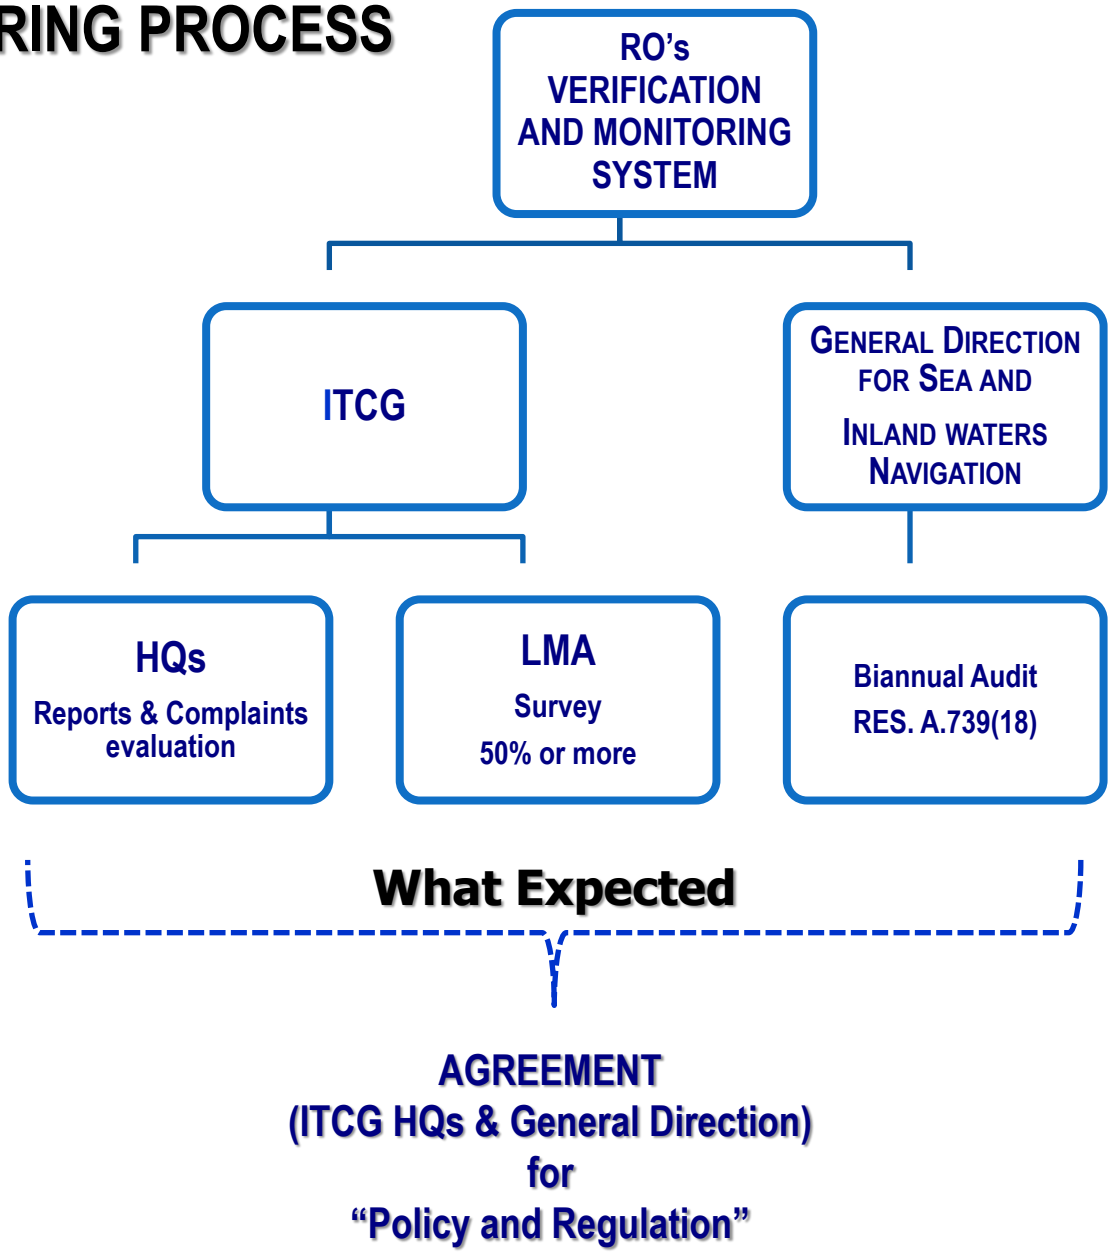 RING PROCESS
RO's
VERIFICATION
AND MONITORING
SYSTEM
ITCG
GENERAL DIRECTION
FOR SEA AND
INLAND WATERS
NAVIGATION
HQs
Reports & Complaints
evaluation
LMA
Survey
50% or more
Biannual Audit
RES. A.739(18)
What Expected
AGREEMENT
(ITCG HQs & General Direction)
for
“Policy and Regulation”